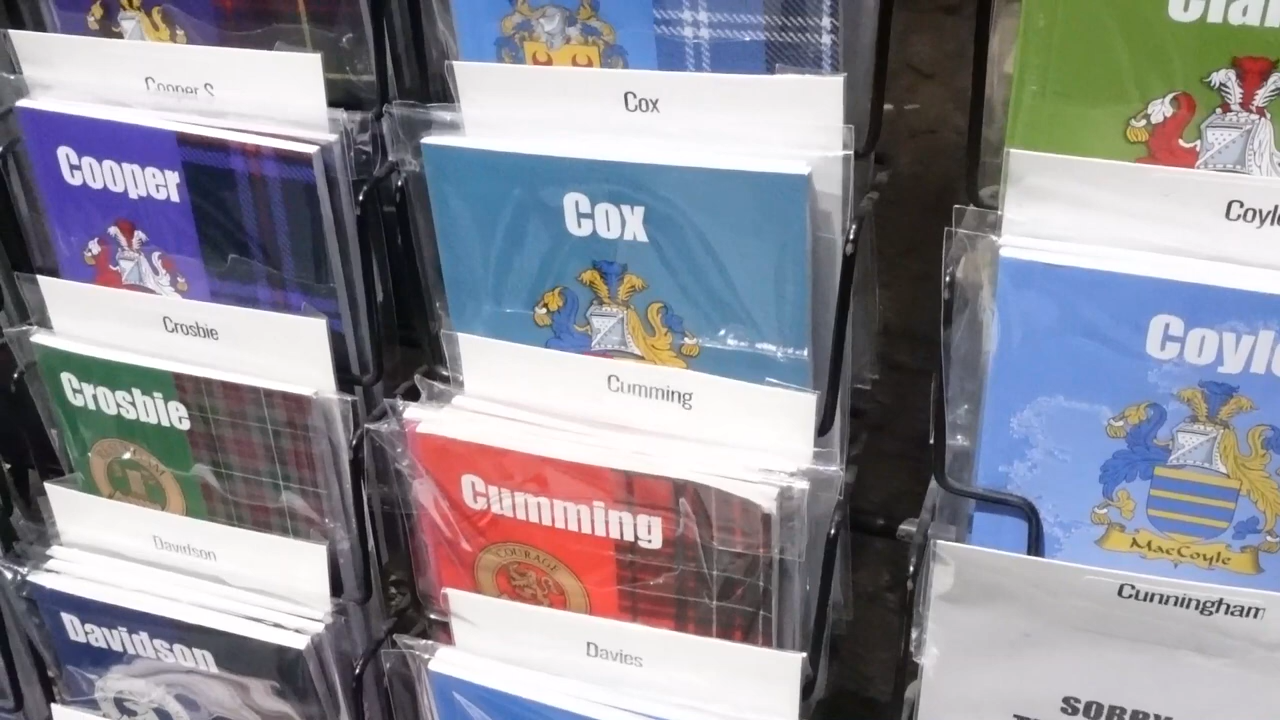 Cooper S
Cooper
Crosbie
Crosbie
Davidson
Davidson
Cox
Cox
Cumming
Cumming
COURAGE
Davies
Coyle
Coyle
MacCoyle
Cunningham
SORRY